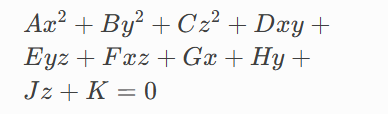 Ax² + By² + Cz² + Dxy +
Eyz + Fxz + Gx + Hy +
Jz + K = 0